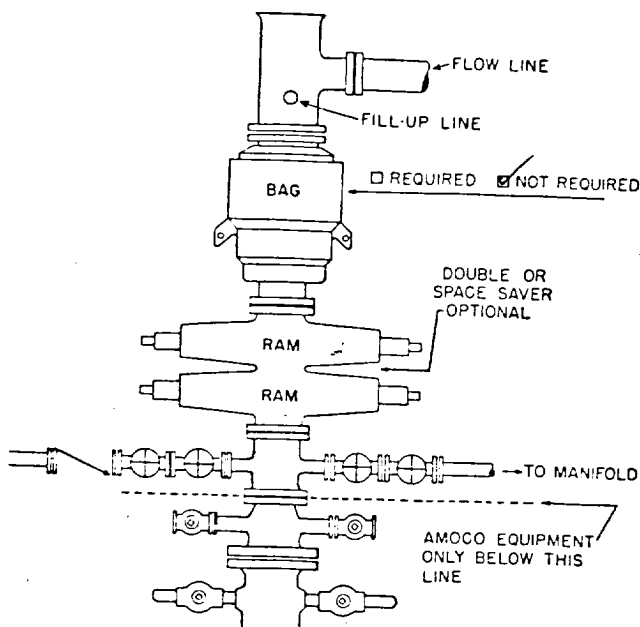 FLOW LINE
FILL-UP LINE
BAG
REQUIRED NOT REQUIRED
DOUBLE OR
SPACE SAVER
OPTIONAL
RAM
RAM
TO MANIFOLD
AMOCO EQUIPMENT
ONLY BELOW THIS
LINE